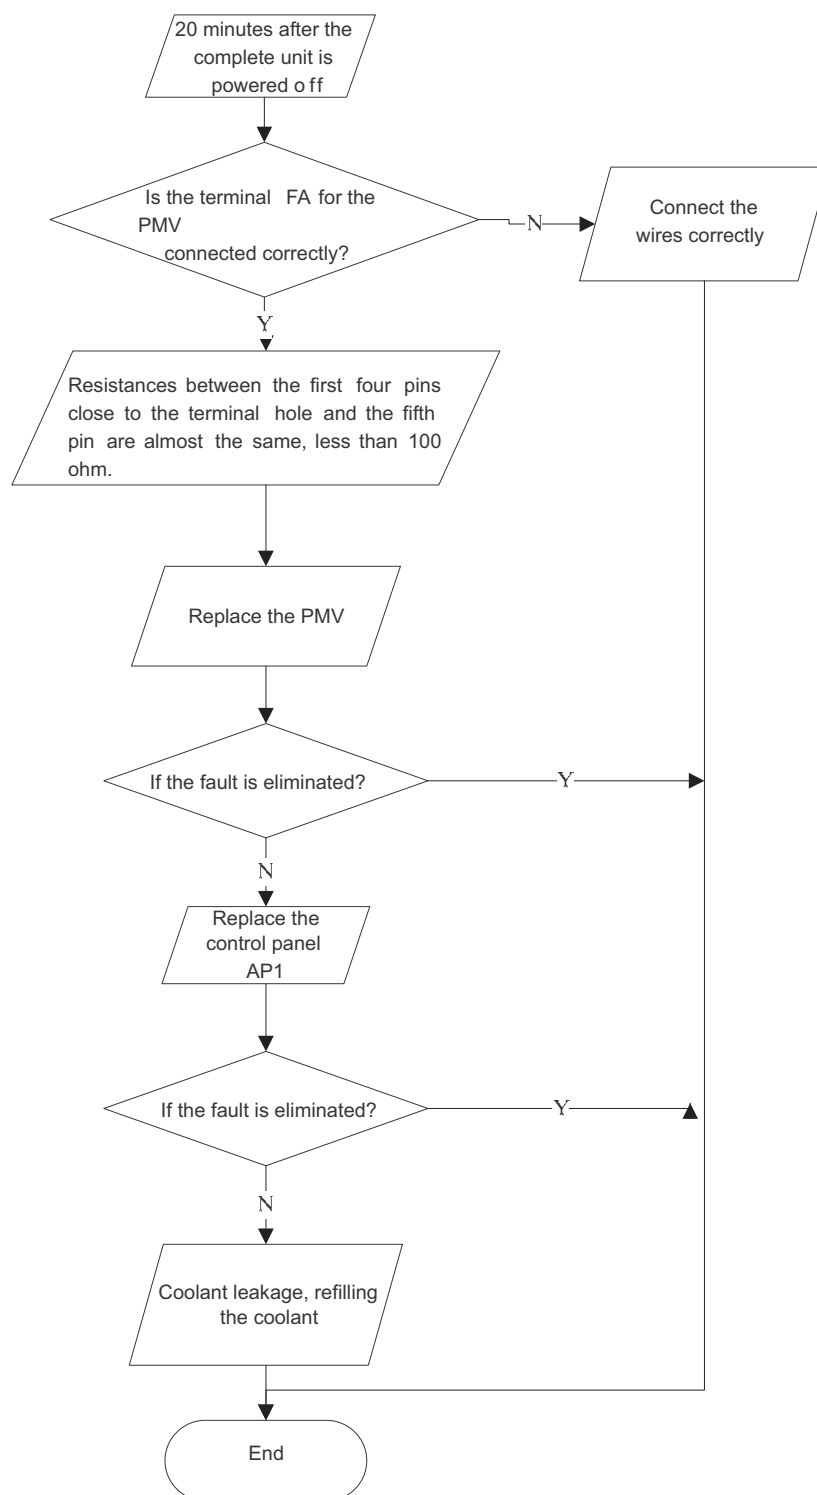 20 minutes after the
complete unit is
powered off
Is the terminal FA for the
PMV
connected correctly?
N
Connect the
wires correctly
Y
Resistances between the first four pins
close to the terminal hole and the fifth
pin are almost the same, less than 100
ohm.
Replace the PMV
If the fault is eliminated?
Y
N
Replace the
control panel
AP1
If the fault is eliminated?
Y
N
Coolant leakage, refilling
the coolant
End